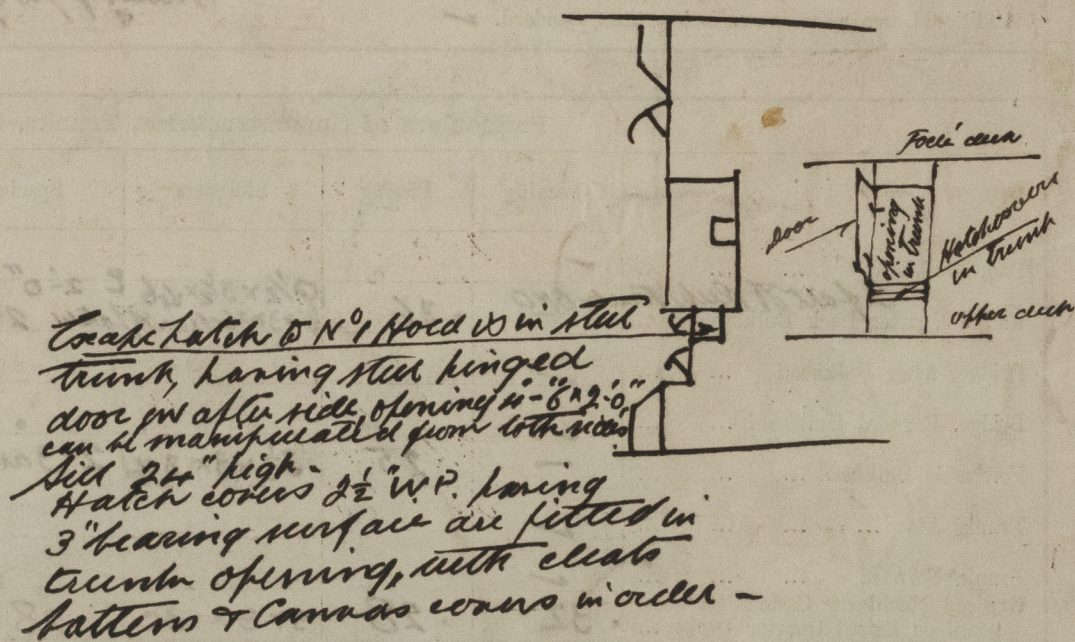 Escape hatch to No 1 Hold is in steel
trunk, having steel hinged
door on after side, opening 4'-6" x 2'-0"
can be manipulated from both sides
Sill 24" high.
Hatch covers 2½" W.P. having
3" bearing surface are fitted in
trunk opening, with cleats
battens & Canvas covers in order -
Focle deck
door
opening
in trunk
Hatchcovers
in trunk
upper deck